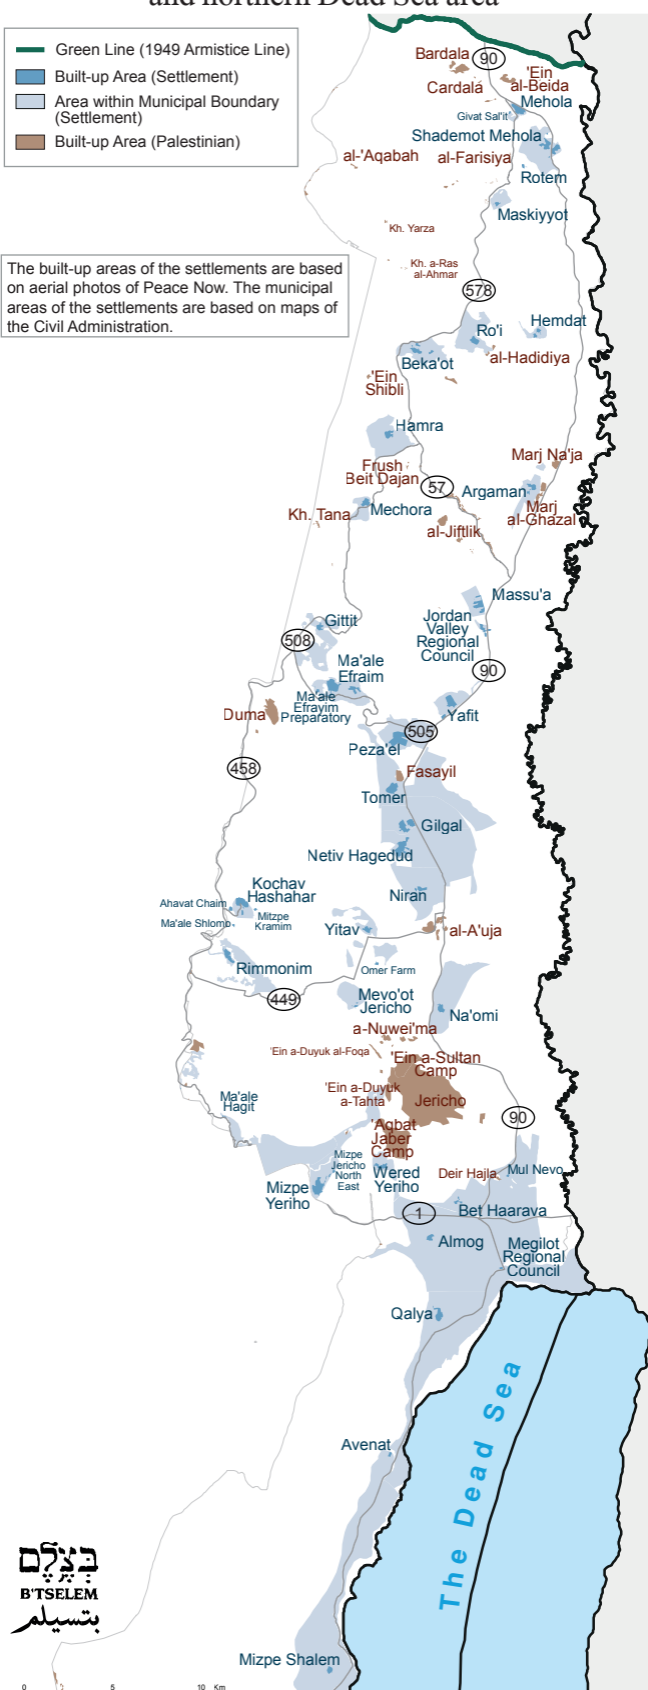 and northern Dead Sea area
Green Line (1949 Armistice Line)
Built-up Area (Settlement)
Area within Municipal Boundary
(Settlement)
Built-up Area (Palestinian)
The built-up areas of the settlements are based
on aerial photos of Peace Now. The municipal
areas of the settlements are based on maps of
the Civil Administration.
Bardala
90
'Ein
al-Beida
Cardala
Mehola
Givat Sal'it
Shademot Mehola
al-'Aqabah
al-Farisiya
Rotem
Maskiyyot
Kh. Yarza
Kh. a-Ras
al-Ahmar
578
Ro'i
Hemdat
Beka'ot
al-Hadidiya
'Ein
Shibli
Hamra
Marj Na'ja
Frush
Beit Dajan
57
Argaman
Kh. Tana
Mechora
Marj
al-Ghazal
al-Jiftlik
Massu'a
Gittit
Jordan
Valley
Regional
Council
508
Ma'ale
Efraim
90
Ma'ale
Efrayim
Preparatory
Duma
Yafit
505
Peza'el
458
Fasayil
Tomer
Gilgal
Netiv Hagedud
Kochav
Hashahar
Niran
Ahavat Chaim
Mitzpe
Kramim
Ma'ale Shlomo
Yitav
al-A'uja
Rimmonim
Omer Farm
449
Mevo'ot
Jericho
Na'omi
a-Nuwei'ma
'Ein a-Duyuk al-Foqa
'Ein a-Sultan
Camp
'Ein a-Duyuk
a-Tahta
Jericho
Ma'ale
Hagit
90
'Aqbat
Jaber
Camp
Mizpe
Jericho
North
East
Wered
Yeriho
Deir Hajla
Mul Nevo
Mizpe
Yeriho
1
Bet Haarava
Almog
Megilot
Regional
Council
Qalya
The Dead Sea
Avenat
בצלם
B'TSELEM
بتسيلم
Mizpe Shalem
0 5 10 Km